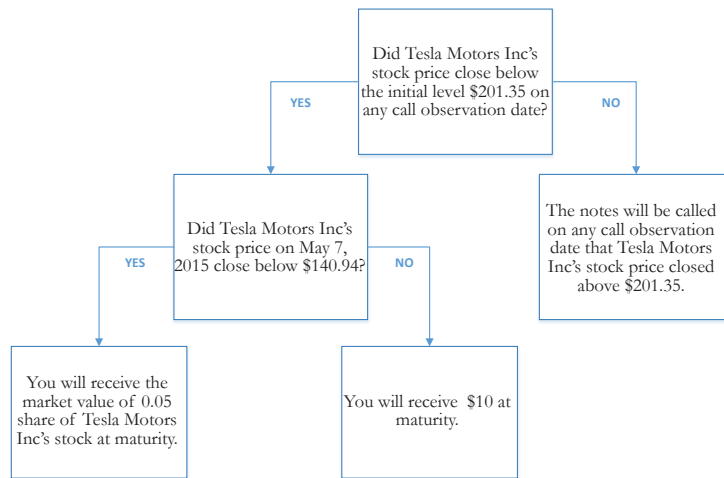 Did Tesla Motors Inc's
stock price close below
the initial level $201.35 on
any call observation date?
YES
NO
Did Tesla Motors Inc's
stock price on May 7,
2015 close below $140.94?
The notes will be called
on any call observation
date that Tesla Motors
Inc's stock price closed
above $201.35.
YES
NO
You will receive the
market value of 0.05
share of Tesla Motors
Inc's stock at maturity.
You will receive $10 at
maturity.